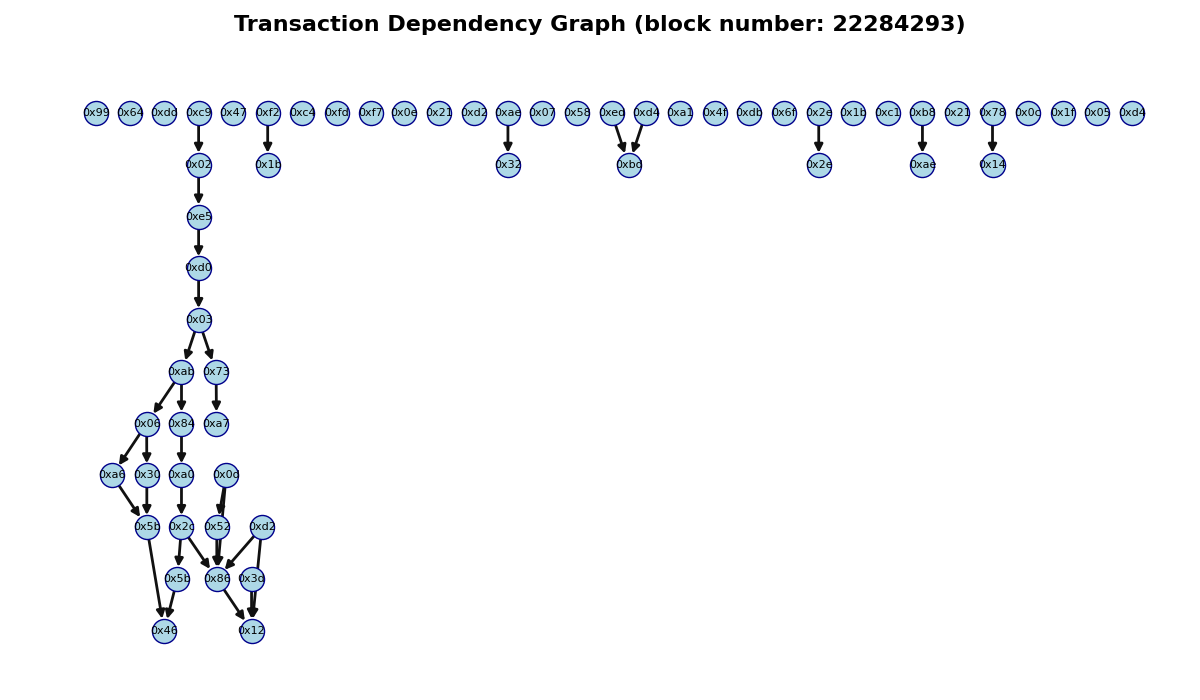 Transaction Dependency Graph (block number: 22284293)
0x99 0x64 0xdd 0xc9 0x47 0xf2 0xc4 0xfd 0xf7 0x0e 0x21 0xd2 0xae 0x07 0x58 0xed 0xd4 0xa1 0x4f 0xdb 0x6f 0x2e 0x1b 0xc1 0xb8 0x21 0x78 0x0c 0x1f 0x05 0xd4
0x02 0x1b 0x32 0xbd 0x2e 0xae 0x14
0xe5
0xd0
0x03
0xab 0x73
0x06 0x84 0xa7
0xa6 0x30 0xa0 0x0d
0x5b 0x2c 0x52 0xd2
0x5b 0x86 0x3d
0x46 0x12